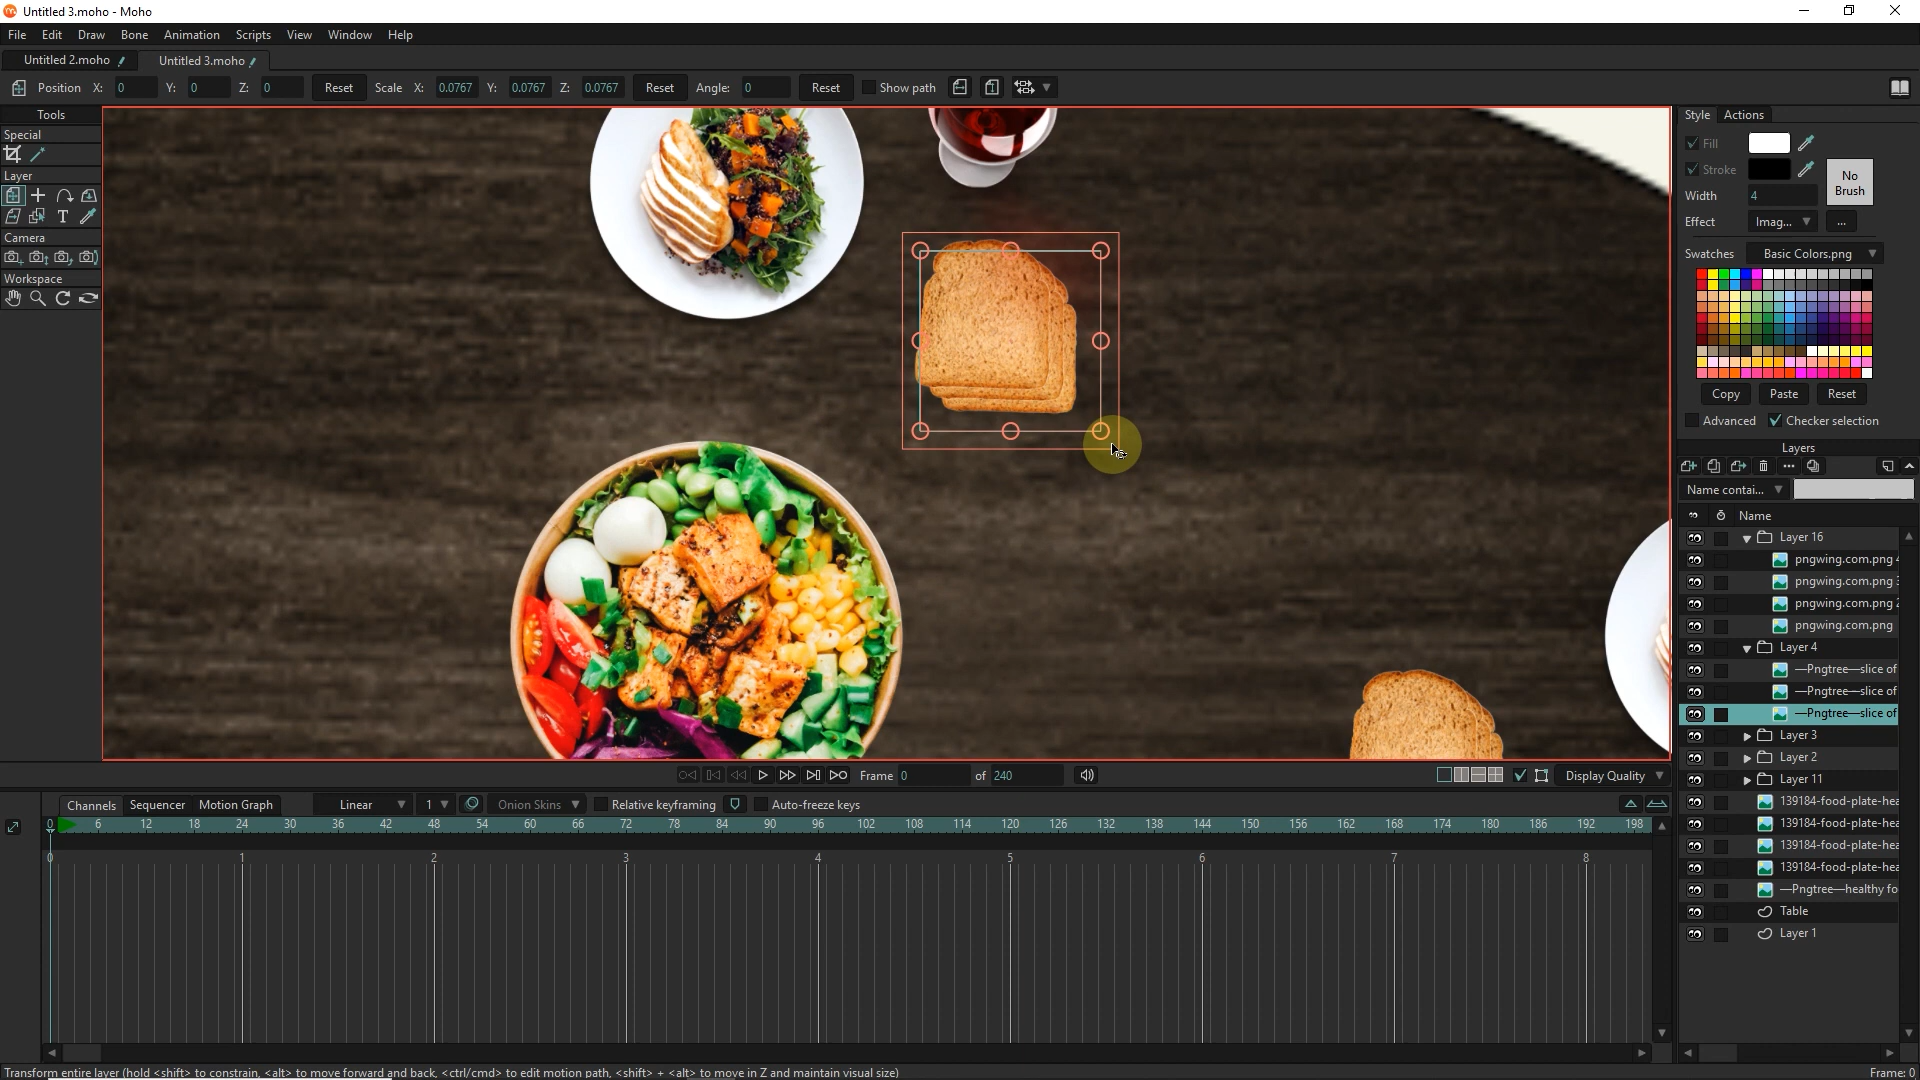 Untitled 3.moho - Moho
File Edit Draw Bone Animation Scripts View Window Help
Untitled 2.moho Untitled 3.moho
Position X: 0 Y: 0 Z: 0 Reset Scale X: 0.0767 Y: 0.0767 Z: 0.0767 Reset Angle: 0 Reset Show path
Tools
Special
Layer
T
Camera
Workspace
Style Actions
Fill
Stroke
No Brush
Width 4
Effect Imag... ...
Swatches Basic Colors.png
Copy Paste Reset
Advanced Checker selection
Layers
Name contai...
Name
Layer 16
pngwing.com.png 4
pngwing.com.png 3
pngwing.com.png 2
pngwing.com.png
Layer 4
—Pngtree—slice of
—Pngtree—slice of
—Pngtree—slice of
Layer 3
Layer 2
Layer 11
139184-food-plate-hea
139184-food-plate-hea
139184-food-plate-hea
139184-food-plate-hea
—Pngtree—healthy fo
Table
Layer 1
Frame 0 of 240 Display Quality
Channels Sequencer Motion Graph Linear 1 Onion Skins Relative keyframing Auto-freeze keys
0 6 12 18 24 30 36 42 48 54 60 66 72 78 84 90 96 102 108 114 120 126 132 138 144 150 156 162 168 174 180 186 192 198
0 1 2 3 4 5 6 7 8
Transform entire layer (hold <shift> to constrain, <alt> to move forward and back, <ctrl/cmd> to edit motion path, <shift> + <alt> to move in Z and maintain visual size) Frame: 0